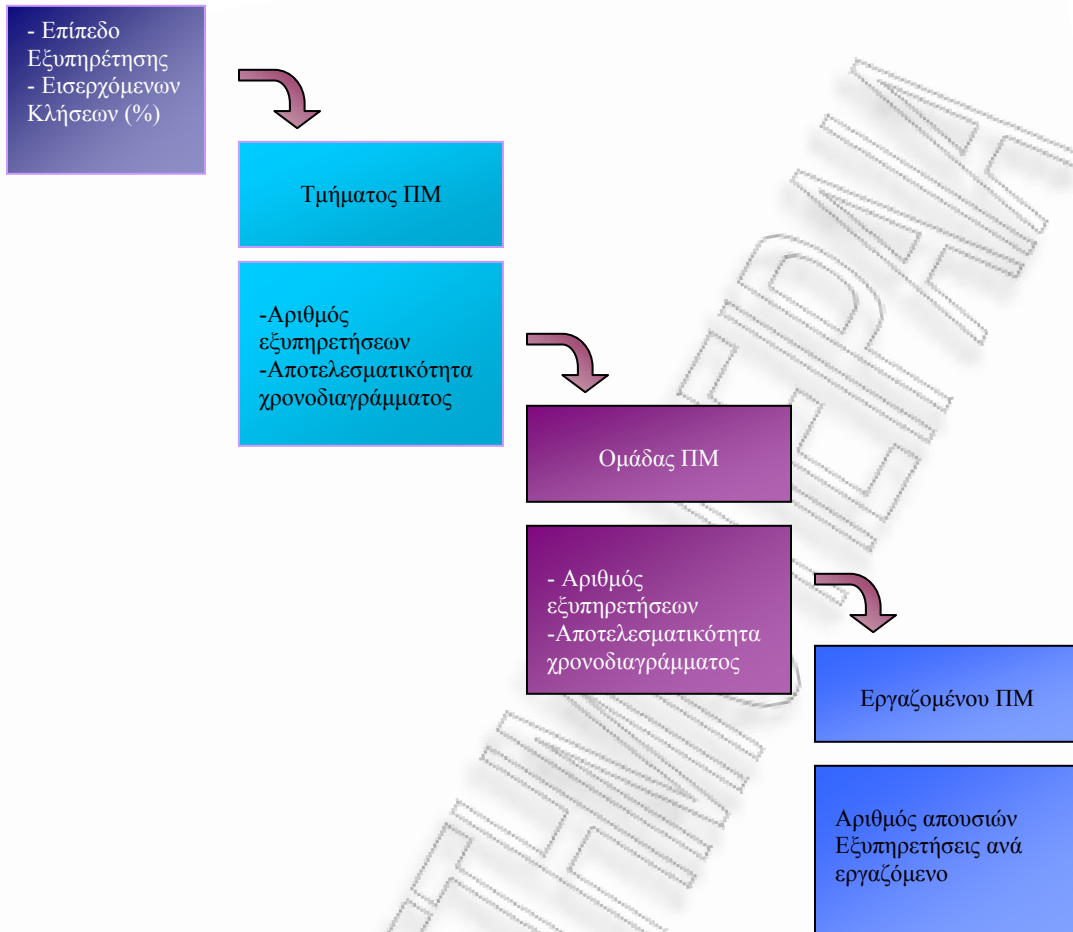 - Επίπεδο
Εξυπηρέτησης
- Εισερχόμενων
Κλήσεων (%)
Τμήματος ΠΜ
-Αριθμός
εξυπηρετήσεων
-Αποτελεσματικότητα
χρονοδιαγράμματος
Ομάδας ΠΜ
- Αριθμός
εξυπηρετήσεων
-Αποτελεσματικότητα
χρονοδιαγράμματος
Εργαζομένου ΠΜ
Αριθμός απουσιών
Εξυπηρετήσεις ανά
εργαζόμενο